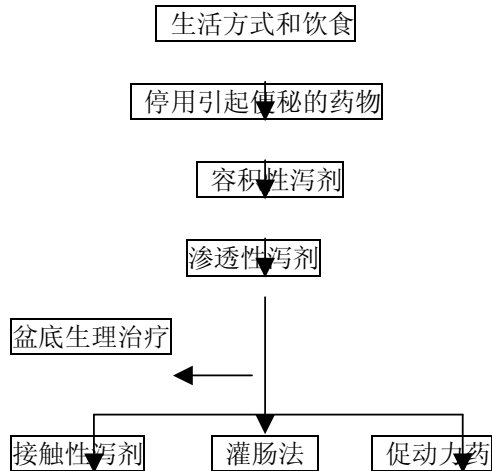 生活方式和饮食
停用引起便秘的药物
容积性泻剂
渗透性泻剂
盆底生理治疗
接触性泻剂
灌肠法
促动力药